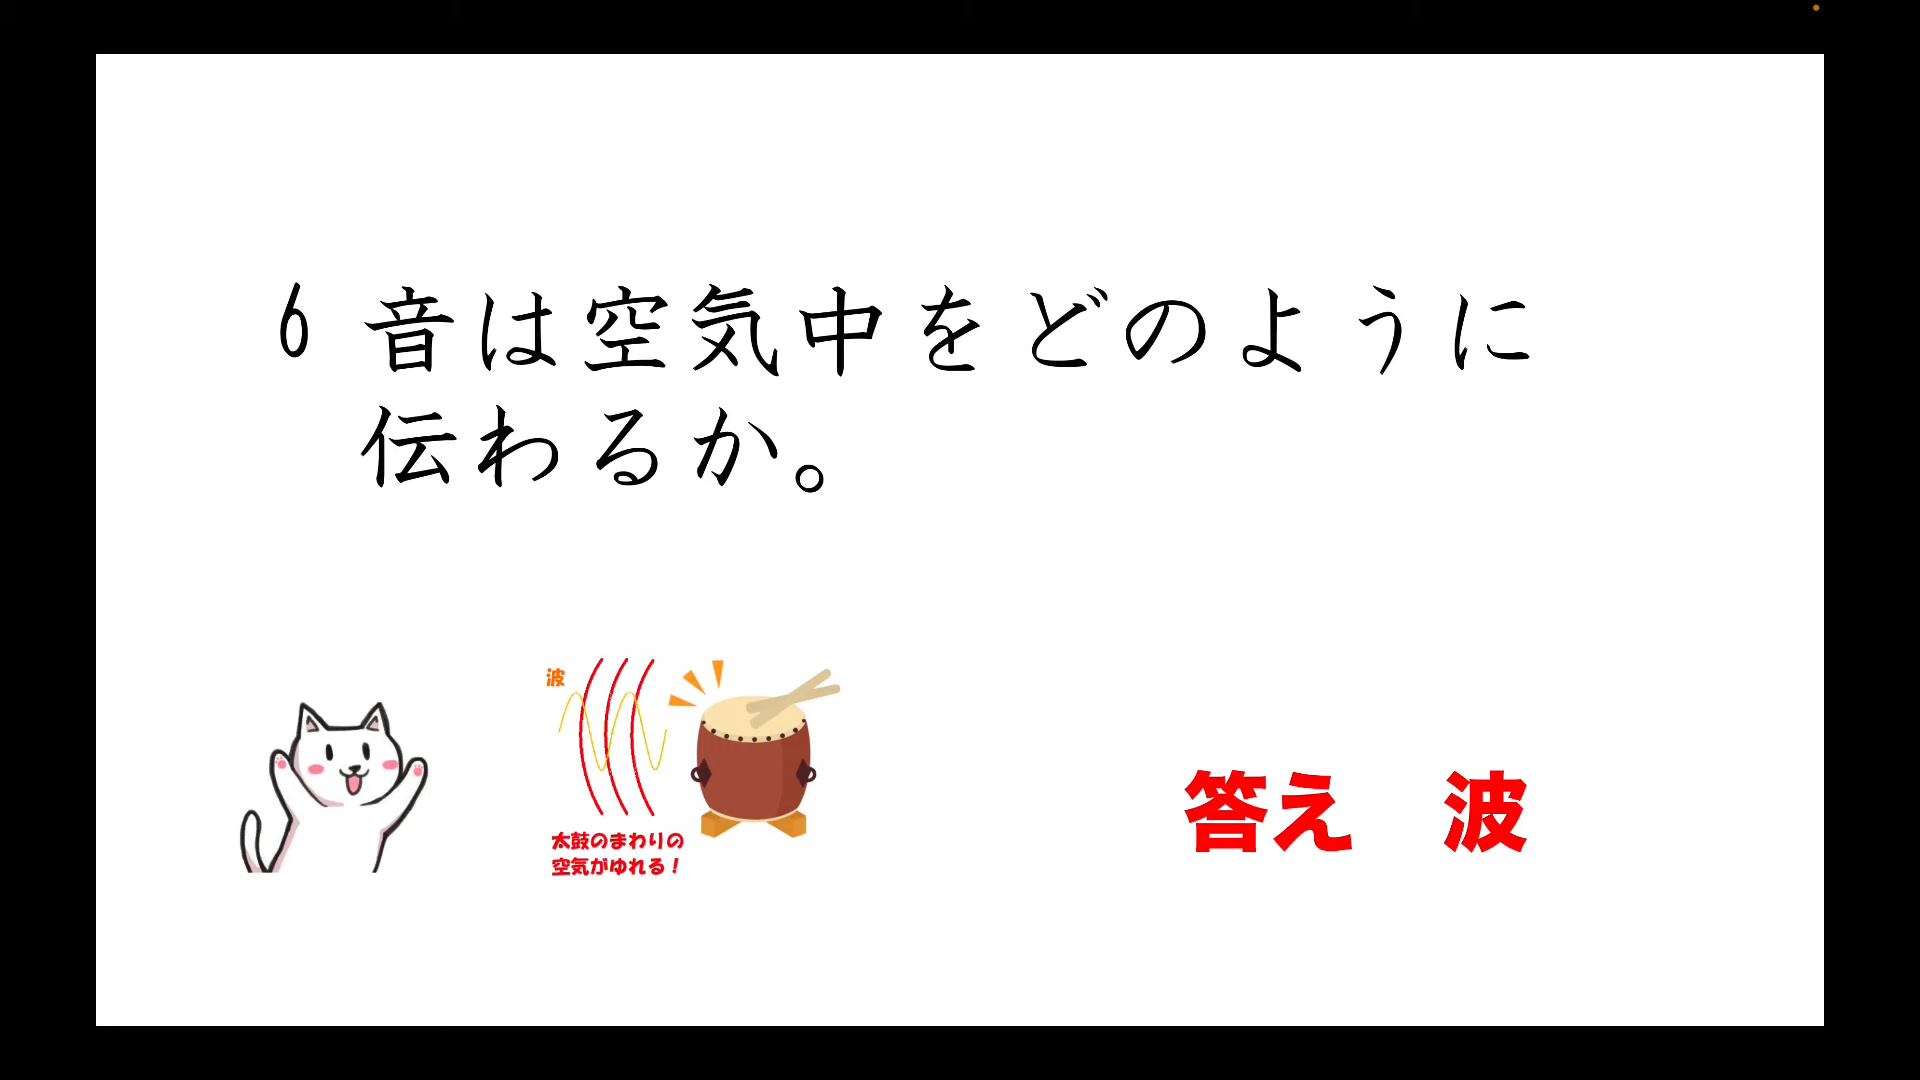 6 音は空気中をどのように
伝わるか。
波
太鼓のまわりの
空気がゆれる！
答え 波